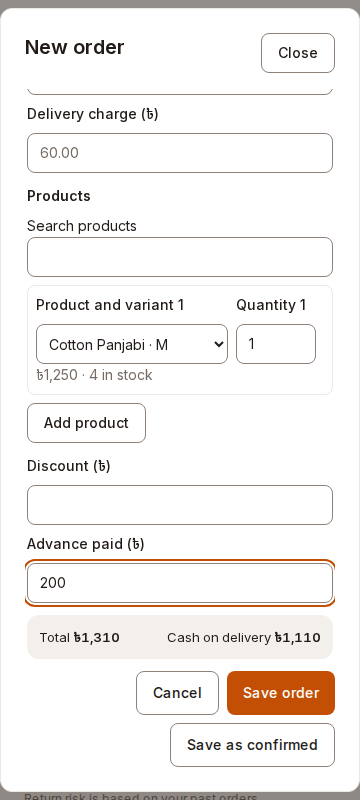 New order
Close
Delivery charge (৳)
60.00
Products
Search products
Product and variant 1
Quantity 1
Cotton Panjabi · M
1
৳1,250 · 4 in stock
Add product
Discount (৳)
Advance paid (৳)
200
Total ৳1,310
Cash on delivery ৳1,110
Cancel
Save order
Save as confirmed
Return risk is based on your past orders